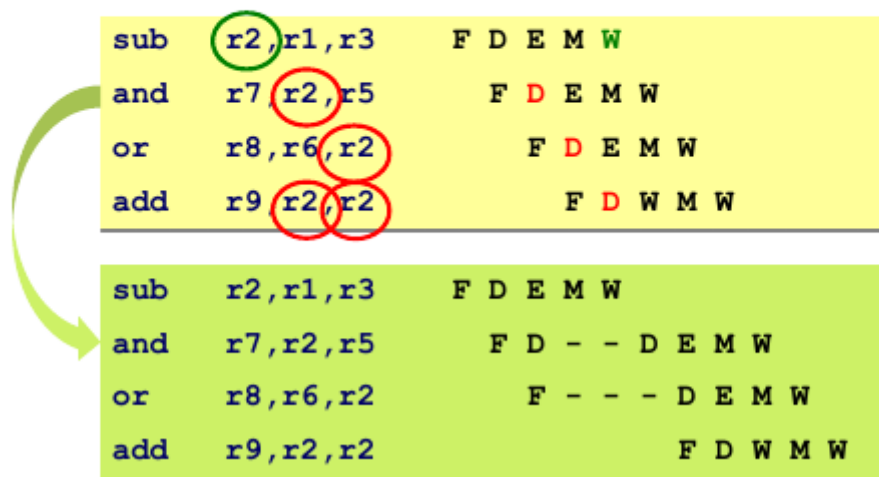 sub r2,r1,r3 F D E M W
and r7,r2,r5 F D E M W
or r8,r6,r2 F D E M W
add r9,r2,r2 F D W M W
sub r2,r1,r3 F D E M W
and r7,r2,r5 F D - - D E M W
or r8,r6,r2 F - - - D E M W
add r9,r2,r2 F D W M W